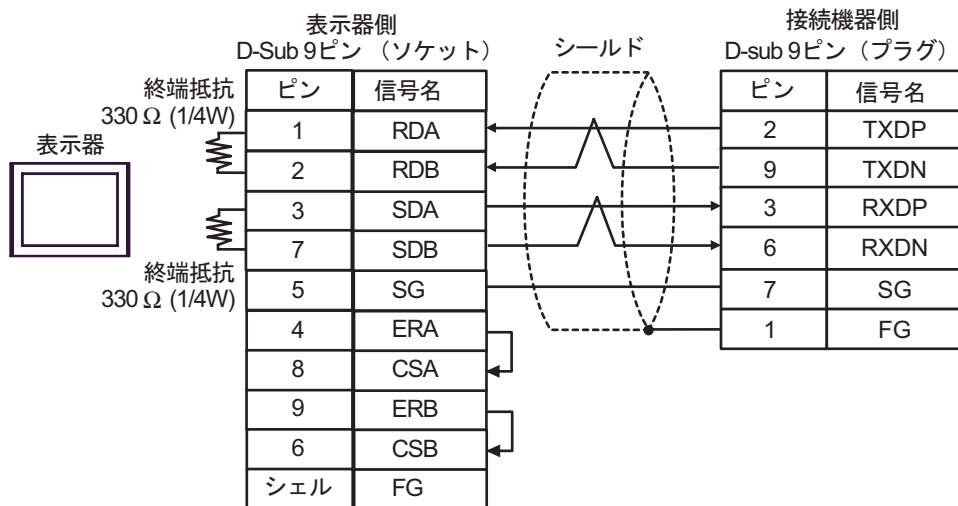 表示器側
D-Sub 9ピン （ソケット）
シールド
接続機器側
D-sub 9ピン（プラグ）
終端抵抗
330 Ω (1/4W)
表示器
終端抵抗
330 Ω (1/4W)
ピン 信号名
1 RDA
2 RDB
3 SDA
7 SDB
5 SG
4 ERA
8 CSA
9 ERB
6 CSB
シェル FG
ピン 信号名
2 TXDP
9 TXDN
3 RXDP
6 RXDN
7 SG
1 FG